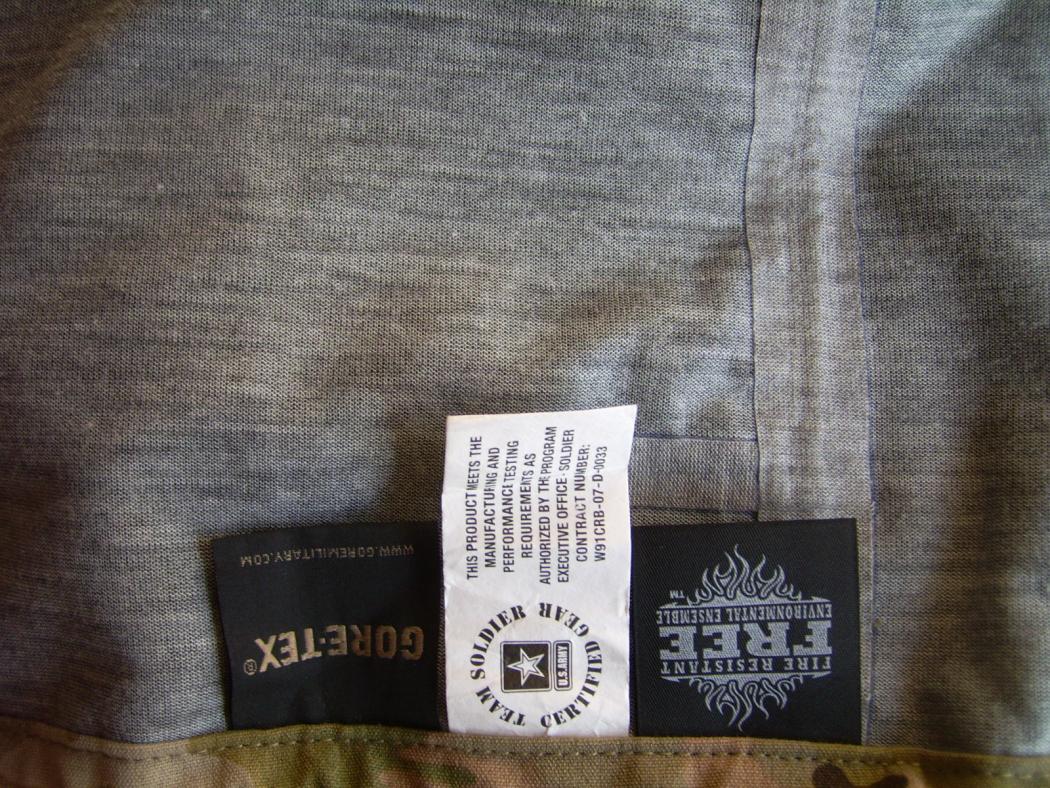 WWW.GOREMILITARY.COM
GORE-TEX®
THIS PRODUCT MEETS THE
MANUFACTURING AND
PERFORMANCE TESTING
REQUIREMENTS AS
AUTHORIZED BY THE PROGRAM
EXECUTIVE OFFICE - SOLDIER
CONTRACT NUMBER:
W91CRB-07-D-0033
TEAM SOLDIER
CERTIFIED GEAR
U.S.ARMY
FIRE RESISTANT
FREE
ENVIRONMENTAL ENSEMBLE
™